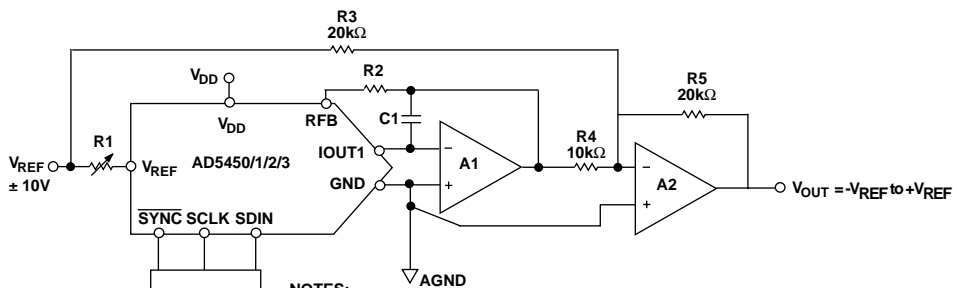 R3
20kΩ
R2
R5
20kΩ
VDD
VDD
RFB
C1
R1
VREF
± 10V
VREF
AD5450/1/2/3
IOUT1
GND
A1
R4
10kΩ
A2
VOUT = -VREF to +VREF
SYNC SCLK SDIN
AGND
NOTES: